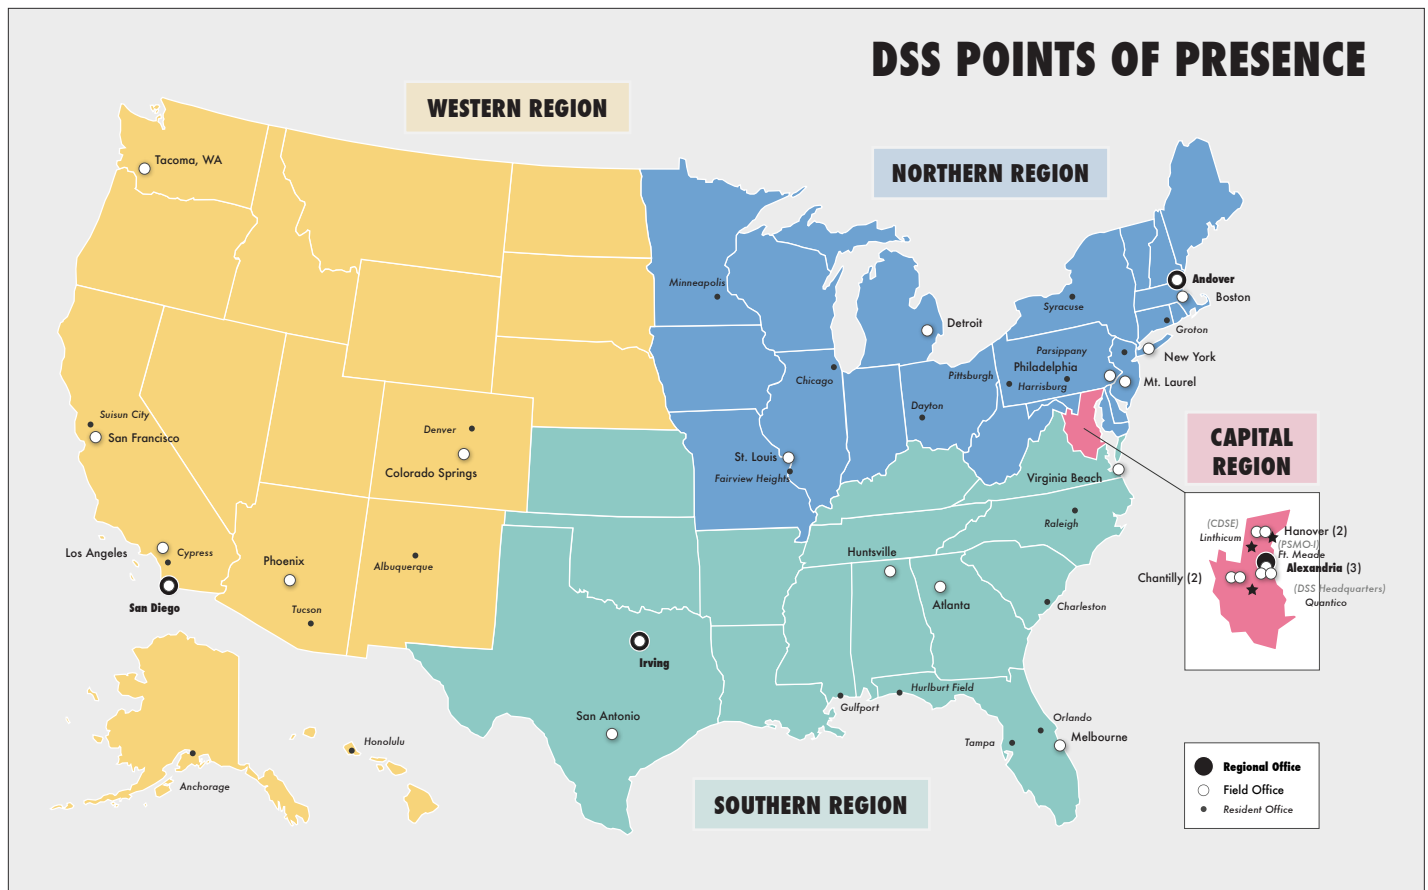 DSS POINTS OF PRESENCE
WESTERN REGION
NORTHERN REGION
Tacoma, WA
Minneapolis
Andover
Boston
Syracuse
Groton
Detroit
New York
Parsippany
Philadelphia
Pittsburgh
Harrisburg
Mt. Laurel
Chicago
Dayton
Suisun City
San Francisco
Denver
Colorado Springs
St. Louis
Fairview Heights
Virginia Beach
CAPITAL
REGION
Raleigh
(CDSE)
Linthicum
Hanover (2)
(PSMO-I)
Ft. Meade
Alexandria (3)
Chantilly (2)
(DSS Headquarters)
Quantico
Los Angeles
Cypress
San Diego
Phoenix
Tucson
Albuquerque
Huntsville
Atlanta
Charleston
Irving
San Antonio
Gulfport
Hurlburt Field
Orlando
Melbourne
Tampa
Honolulu
Anchorage
SOUTHERN REGION
Regional Office
Field Office
Resident Office